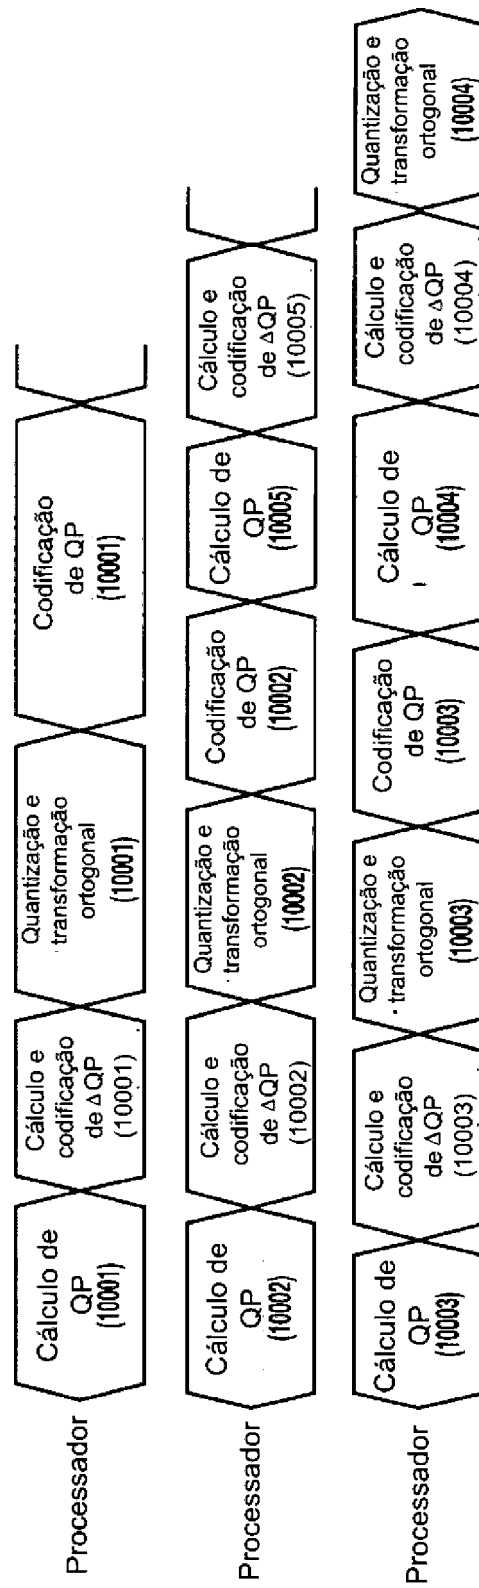 Processador
Cálculo de
QP
(10001)
Cálculo e
codificação
de ΔQP
(10001)
Quantização e
transformação
ortogonal
(10001)
Codificação
de QP
(10001)
Processador
Cálculo de
QP
(10002)
Cálculo e
codificação
de ΔQP
(10002)
Quantização e
transformação
ortogonal
(10002)
Codificação
de QP
(10002)
Cálculo de
QP
(10005)
Cálculo e
codificação
de ΔQP
(10005)
Processador
Cálculo de
QP
(10003)
Cálculo e
codificação
de ΔQP
(10003)
Quantização e
transformação
ortogonal
(10003)
Codificação
de QP
(10003)
Cálculo de
QP
(10004)
Cálculo e
codificação
de ΔQP
(10004)
Quantização e
transformação
ortogonal
(10004)